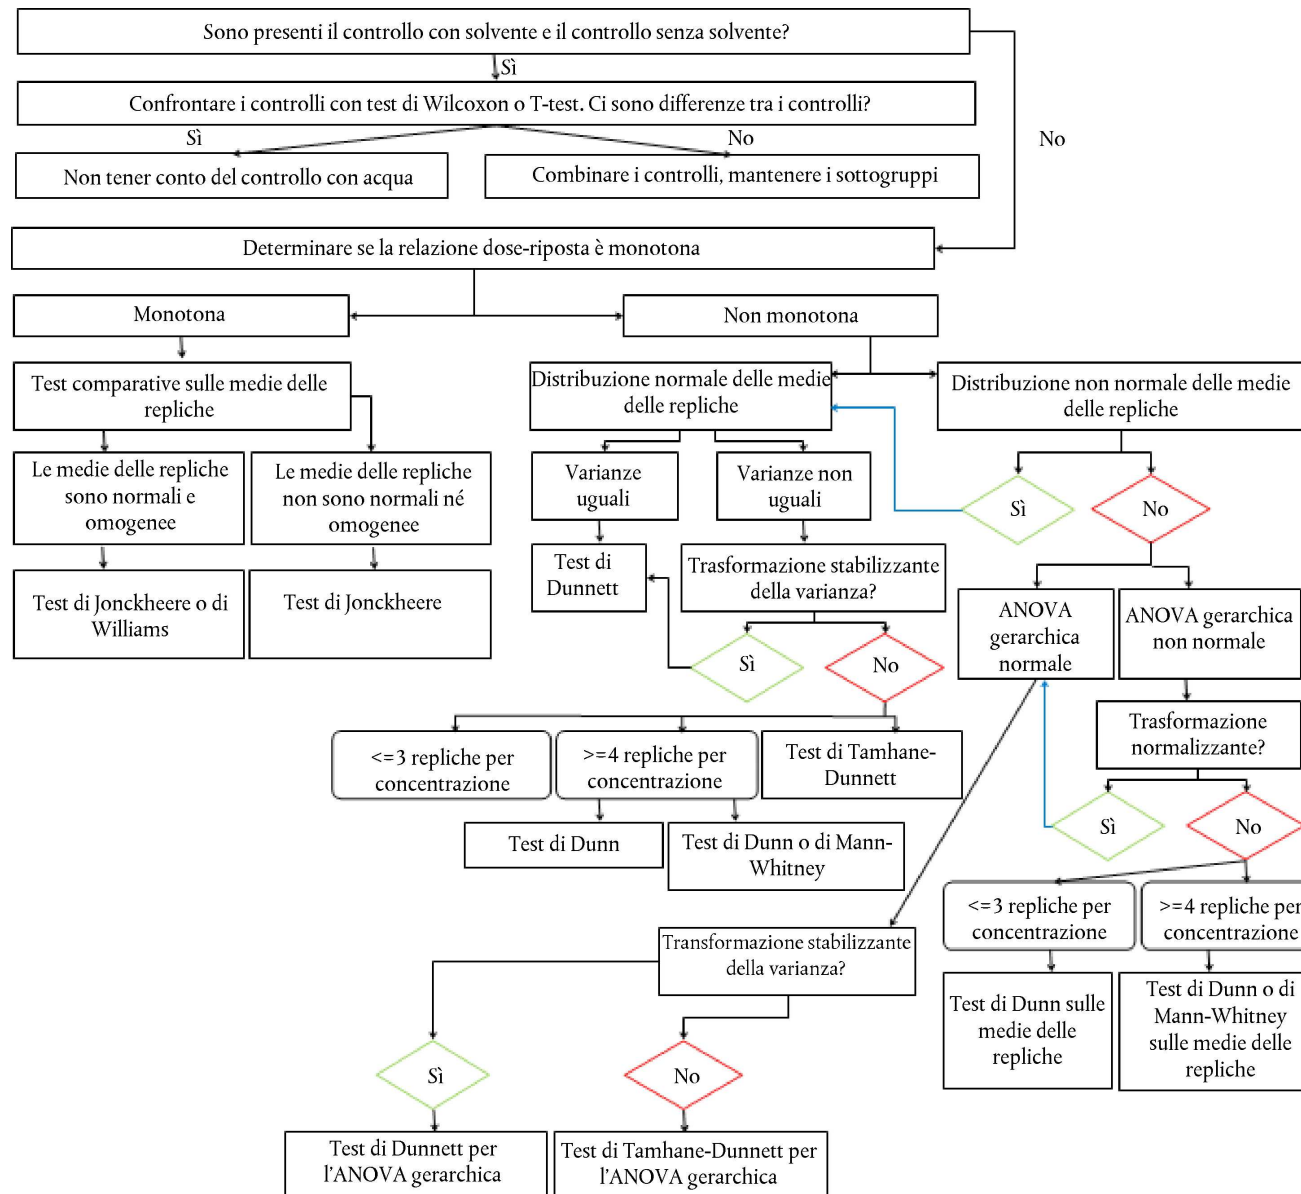 Sono presenti il controllo con solvente e il controllo senza solvente?
Sì
No
Confrontare i controlli con test di Wilcoxon o T-test. Ci sono differenze tra i controlli?
Sì
No
Non tener conto del controllo con acqua
Combinare i controlli, mantenere i sottogruppi
Determinare se la relazione dose-riposta è monotona
Monotona
Non monotona
Test comparative sulle medie delle
repliche
Distribuzione normale delle medie
delle repliche
Distribuzione non normale delle medie
delle repliche
Le medie delle repliche
sono normali e
omogenee
Le medie delle repliche
non sono normali né
omogenee
Varianze
uguali
Varianze non
uguali
Sì
No
Test di Jonckheere o di
Williams
Test di Jonckheere
Test di
Dunnett
Trasformazione stabilizzante
della varianza?
ANOVA
gerarchica
normale
ANOVA gerarchica
non normale
Sì
No
Trasformazione
normalizzante?
<=3 repliche per
concentrazione
>=4 repliche per
concentrazione
Test di Tamhane-
Dunnett
Sì
No
Test di Dunn
Test di Dunn o di Mann-
Whitney
<=3 repliche per
concentrazione
>=4 repliche per
concentrazione
Transformazione stabilizzante
della varianza?
Test di Dunn sulle
medie delle
repliche
Test di Dunn o di
Mann-Whitney
sulle medie delle
repliche
Sì
No
Test di Dunnett per
l'ANOVA gerarchica
Test di Tamhane-Dunnett per
l'ANOVA gerarchica